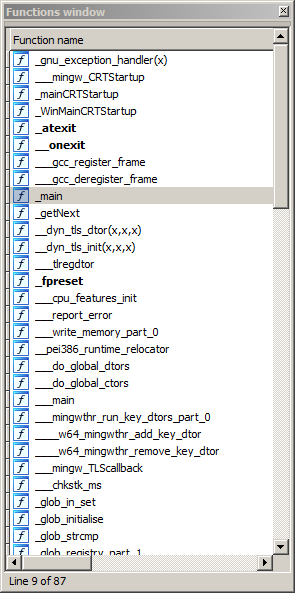 Functions window
Function name
_gnu_exception_handler(x)
___mingw_CRTStartup
_mainCRTStartup
_WinMainCRTStartup
_atexit
__onexit
___gcc_register_frame
___gcc_deregister_frame
_main
_getNext
__dyn_tls_dtor(x,x,x)
__dyn_tls_init(x,x,x)
___tlregdtor
_fpreset
___cpu_features_init
___report_error
___write_memory_part_0
__pei386_runtime_relocator
___do_global_dtors
___do_global_ctors
___main
___mingwthr_run_key_dtors_part_0
____w64_mingwthr_add_key_dtor
____w64_mingwthr_remove_key_dtor
___mingw_TLScallback
___chkstk_ms
_glob_in_set
_glob_initialise
_glob_strcmp
_glob_registry_part_1
Line 9 of 87